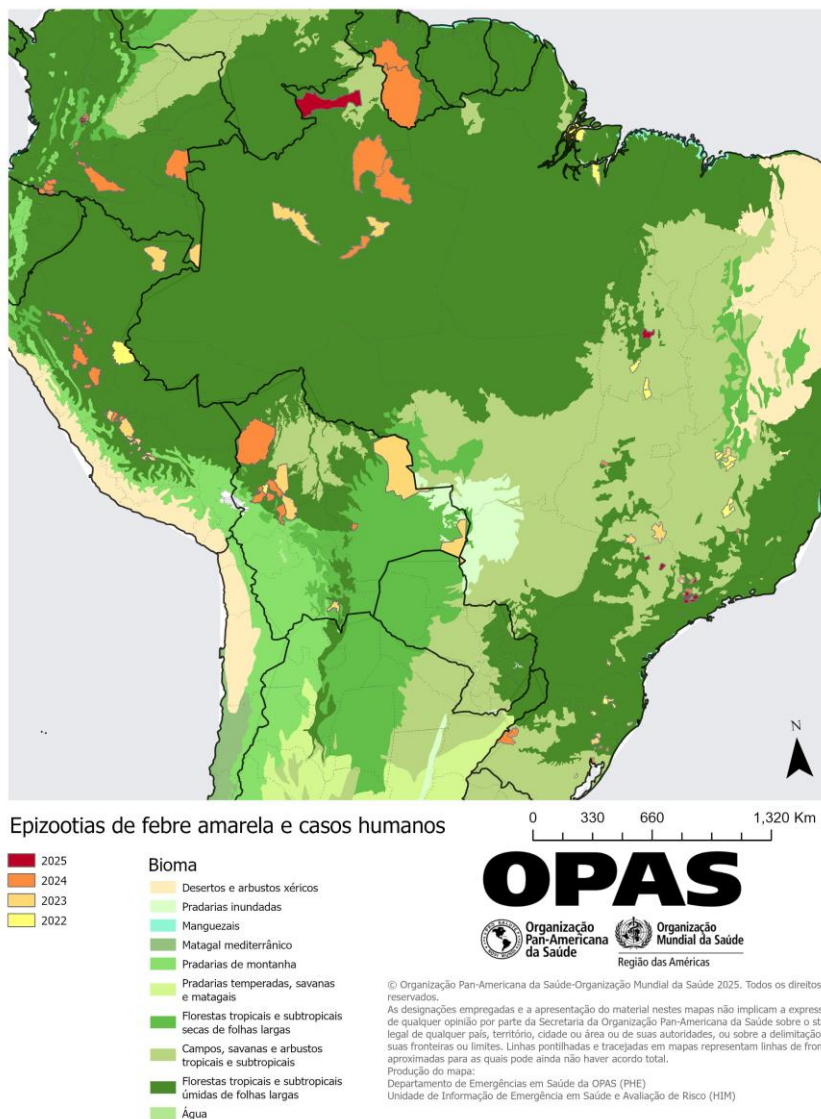 N
Epizootias de febre amarela e casos humanos
0 330 660 1,320 Km
2025
2024
2023
2022
Bioma
Desertos e arbustos xéricos
Pradarias inundadas
Manguezais
Matagal mediterrânico
Pradarias de montanha
Pradarias temperadas, savanas
e matagais
Florestas tropicais e subtropicais
secas de folhas largas
Campos, savanas e arbustos
tropicais e subtropicais
Florestas tropicais e subtropicais
úmidas de folhas largas
Água
OPAS
Organização
Pan-Americana
da Saúde
Organização
Mundial da Saúde
Região das Américas
© Organização Pan-Americana da Saúde-Organização Mundial da Saúde 2025. Todos os direitos
reservados.
As designações empregadas e a apresentação do material nestes mapas não implicam a express
de qualquer opinião por parte da Secretaria da Organização Pan-Americana da Saúde sobre o st
legal de qualquer país, território, cidade ou área ou de suas autoridades, ou sobre a delimitação
suas fronteiras ou limites. Linhas pontilhadas e tracejadas em mapas representam linhas de fron
aproximadas para as quais pode ainda não haver acordo total.
Produção do mapa:
Departamento de Emergências em Saúde da OPAS (PHE)
Unidade de Informação de Emergência em Saúde e Avaliação de Risco (HIM)